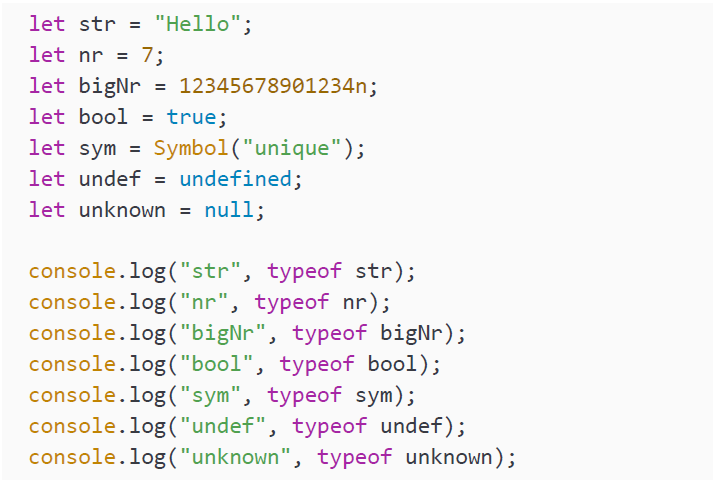 let str = "Hello";
let nr = 7;
let bigNr = 12345678901234n;
let bool = true;
let sym = Symbol("unique");
let undef = undefined;
let unknown = null;

console.log("str", typeof str);
console.log("nr", typeof nr);
console.log("bigNr", typeof bigNr);
console.log("bool", typeof bool);
console.log("sym", typeof sym);
console.log("undef", typeof undef);
console.log("unknown", typeof unknown);